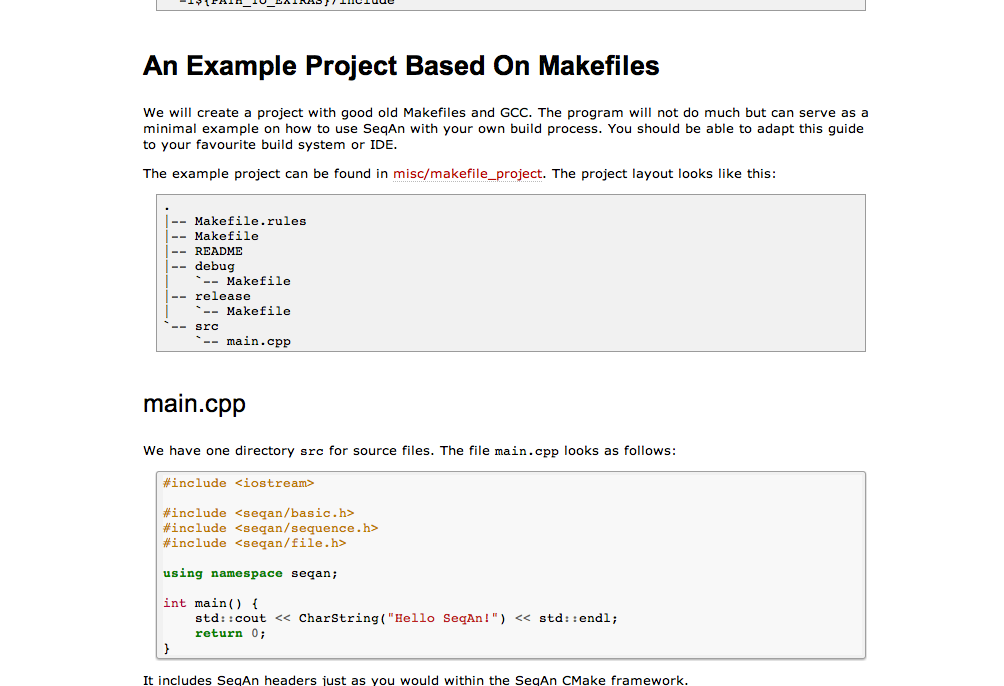 -I${PATH_TO_EXTRAS}/include
An Example Project Based On Makefiles
We will create a project with good old Makefiles and GCC. The program will not do much but can serve as a
minimal example on how to use SeqAn with your own build process. You should be able to adapt this guide
to your favourite build system or IDE.
The example project can be found in misc/makefile_project. The project layout looks like this:
.
|-- Makefile.rules
|-- Makefile
|-- README
|-- debug
|   `-- Makefile
|-- release
|   `-- Makefile
`-- src
    `-- main.cpp
main.cpp
We have one directory src for source files. The file main.cpp looks as follows:
#include <iostream>
#include <seqan/basic.h>
#include <seqan/sequence.h>
#include <seqan/file.h>
using namespace seqan;
int main() {
    std::cout << CharString("Hello SeqAn!") << std::endl;
    return 0;
}
It includes SeqAn headers just as you would within the SeqAn CMake framework.